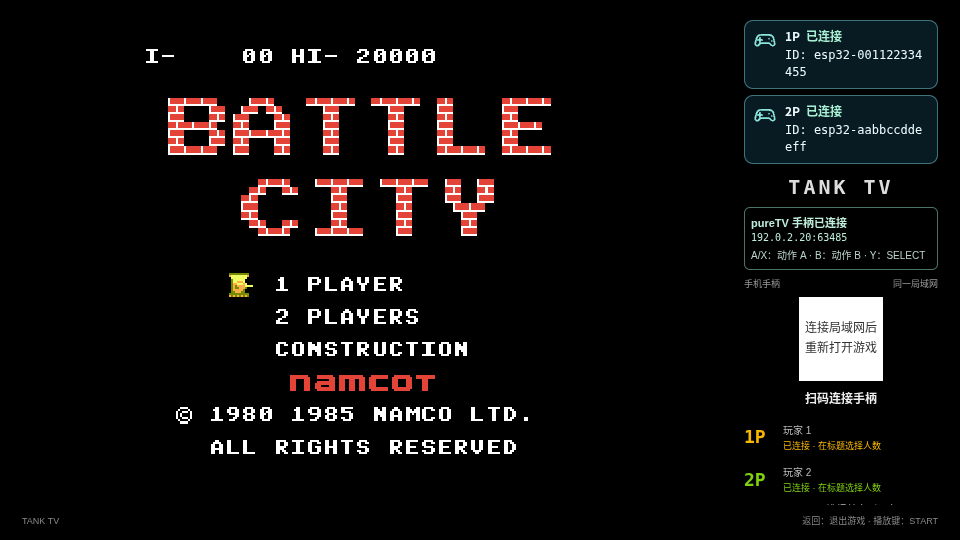 I-    00 HI- 20000
BATTLE
CITY
1 PLAYER
2 PLAYERS
CONSTRUCTION
namcot
© 1980 1985 NAMCO LTD.
ALL RIGHTS RESERVED
TANK TV
1P 已连接
ID: esp32-001122334
455
2P 已连接
ID: esp32-aabbccdde
eff
TANK TV
pureTV 手柄已连接
192.0.2.20:63485
A/X：动作 A · B：动作 B · Y：SELECT
手机手柄 同一局域网
连接局域网后
重新打开游戏
扫码连接手柄
1P 玩家 1
已连接 · 在标题选择人数
2P 玩家 2
已连接 · 在标题选择人数
返回：退出游戏 · 播放键：START